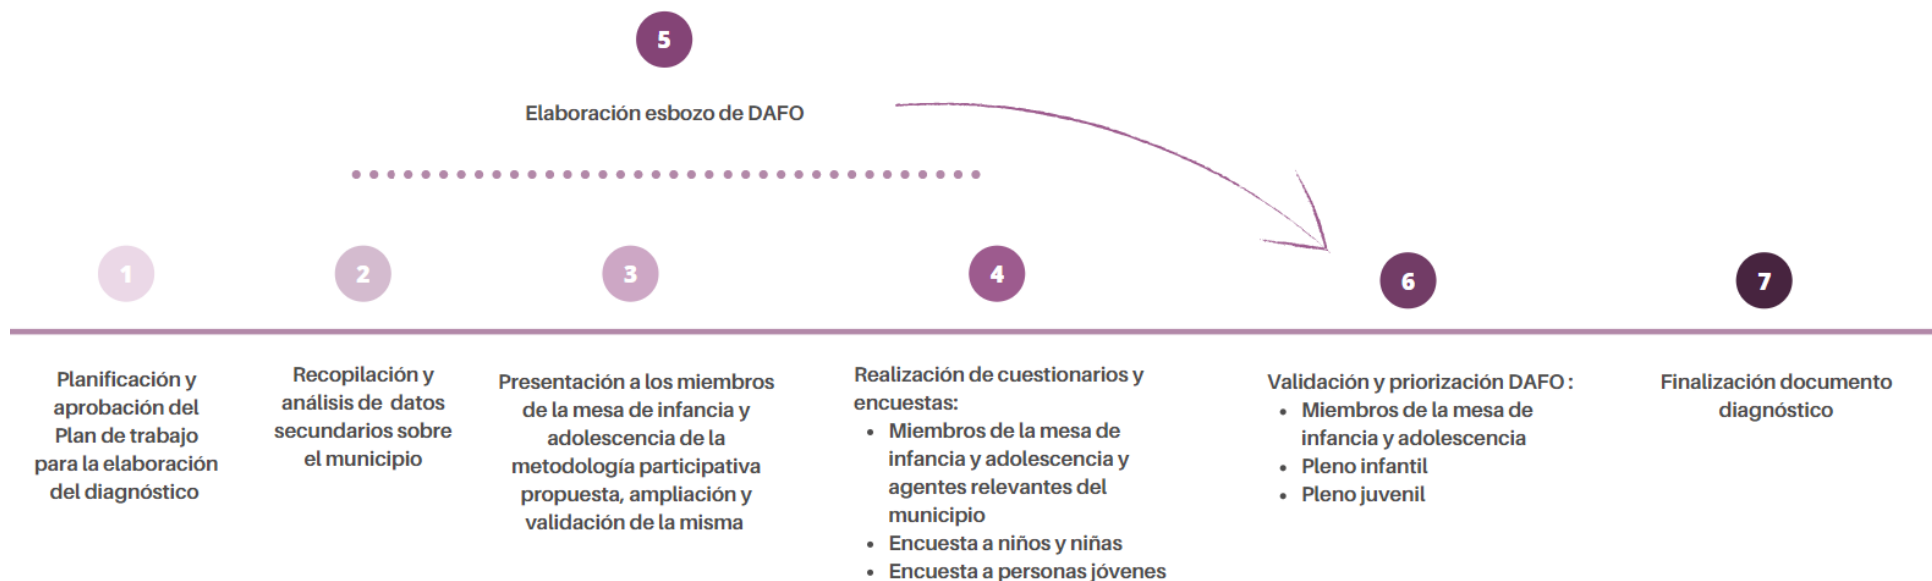 5
Elaboración esbozo de DAFO
1
Planificación y
aprobación del
Plan de trabajo
para la elaboración
del diagnóstico
2
Recopilación y
análisis de datos
secundarios sobre
el municipio
3
Presentación a los miembros
de la mesa de infancia y
adolescencia de la
metodología participativa
propuesta, ampliación y
validación de la misma
4
Realización de cuestionarios y
encuestas:
• Miembros de la mesa de
infancia y adolescencia y
agentes relevantes del
municipio
• Encuesta a niños y niñas
• Encuesta a personas jóvenes
6
Validación y priorización DAFO :
• Miembros de la mesa de
infancia y adolescencia
• Pleno infantil
• Pleno juvenil
7
Finalización documento
diagnóstico